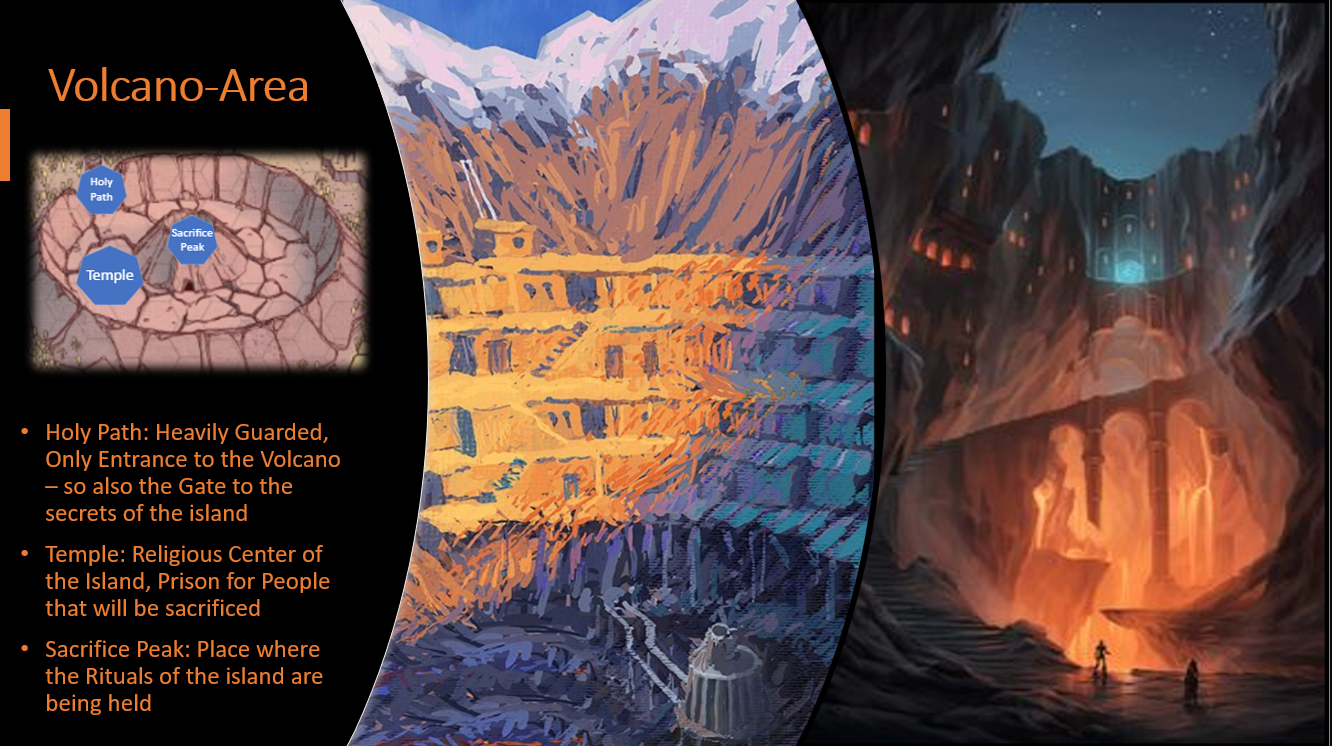 Volcano-Area
Holy
Path
Sacrifice
Peak
Temple
• Holy Path: Heavily Guarded,
Only Entrance to the Volcano
– so also the Gate to the
secrets of the island
• Temple: Religious Center of
the Island, Prison for People
that will be sacrificed
• Sacrifice Peak: Place where
the Rituals of the island are
being held